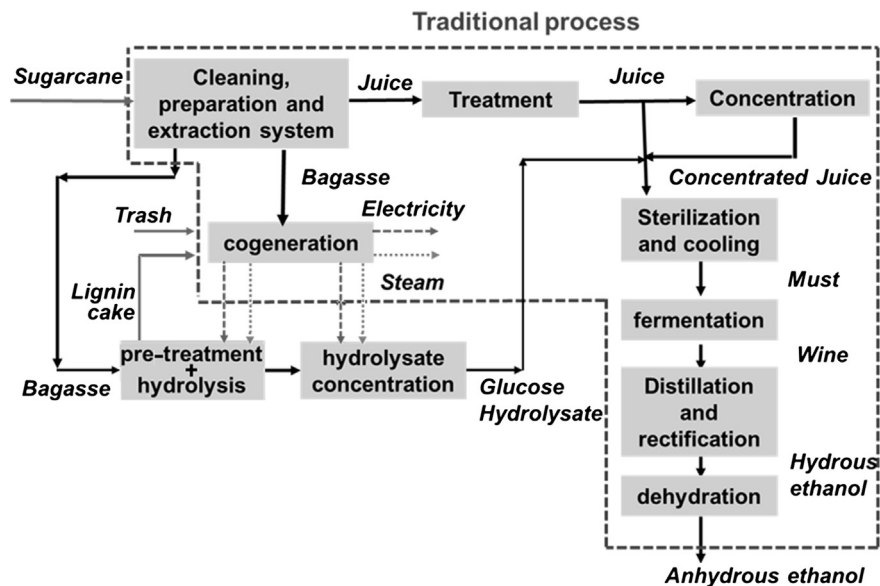 Traditional process
Sugarcane
Cleaning,
preparation and
extraction system
Juice
Treatment
Juice
Concentration
Bagasse
Concentrated Juice
Trash
Electricity
cogeneration
Sterilization
and cooling
Steam
Lignin
cake
Must
fermentation
pre-treatment
+
hydrolysis
hydrolysate
concentration
Wine
Bagasse
Glucose
Hydrolysate
Distillation
and
rectification
Hydrous
ethanol
dehydration
Anhydrous ethanol